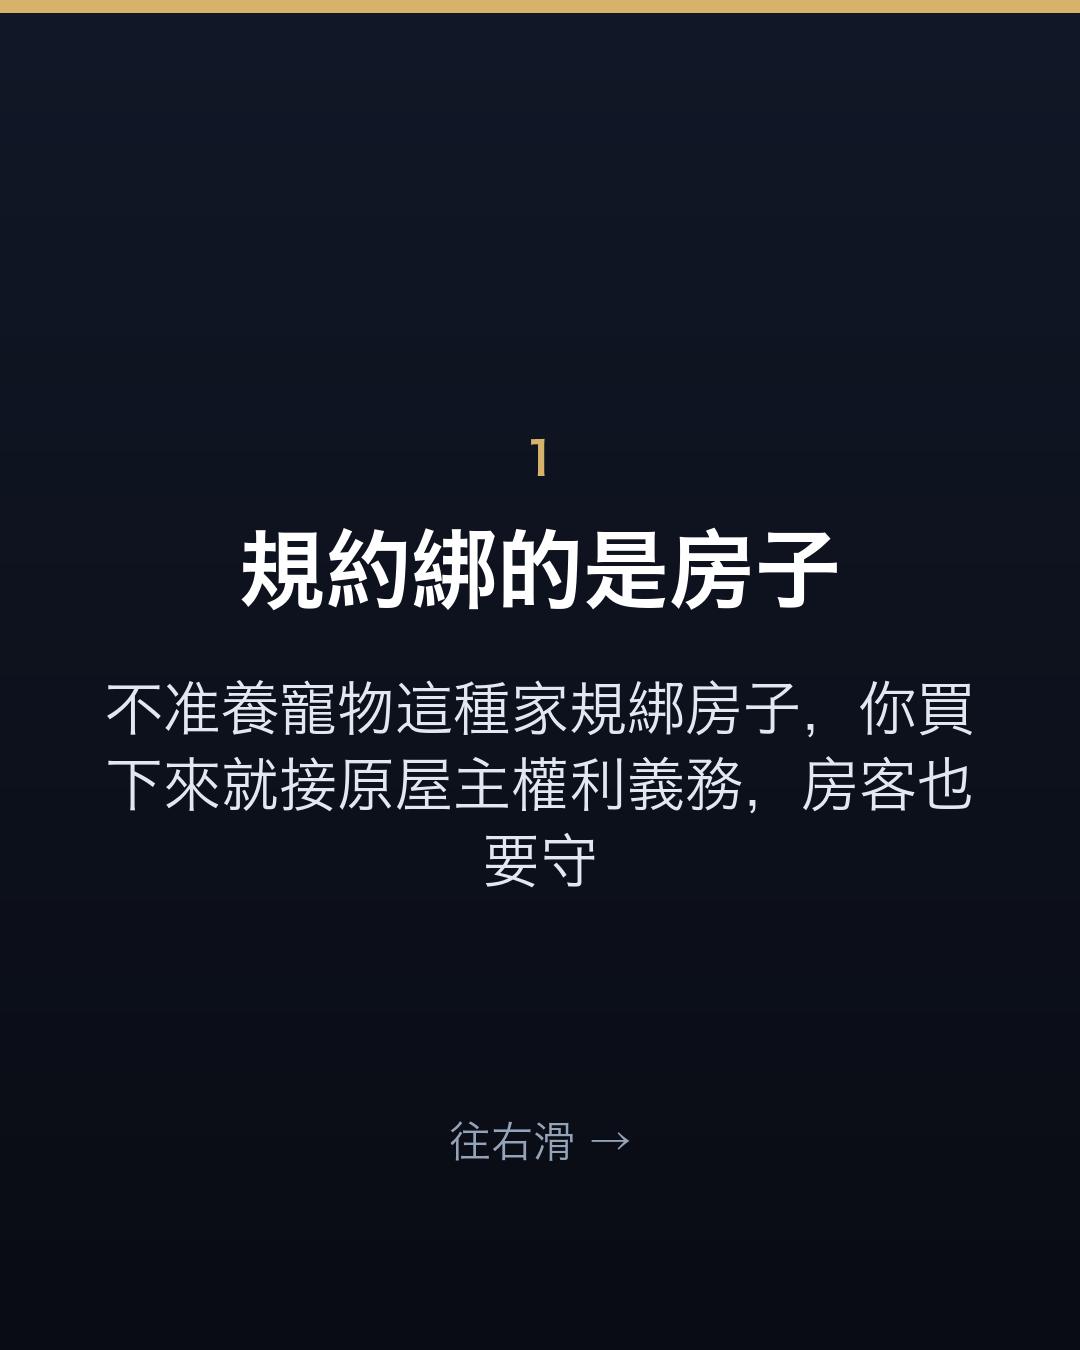 1
規約綁的是房子
不准養寵物這種家規綁房子，你買
下來就接原屋主權利義務，房客也
要守
往右滑 →